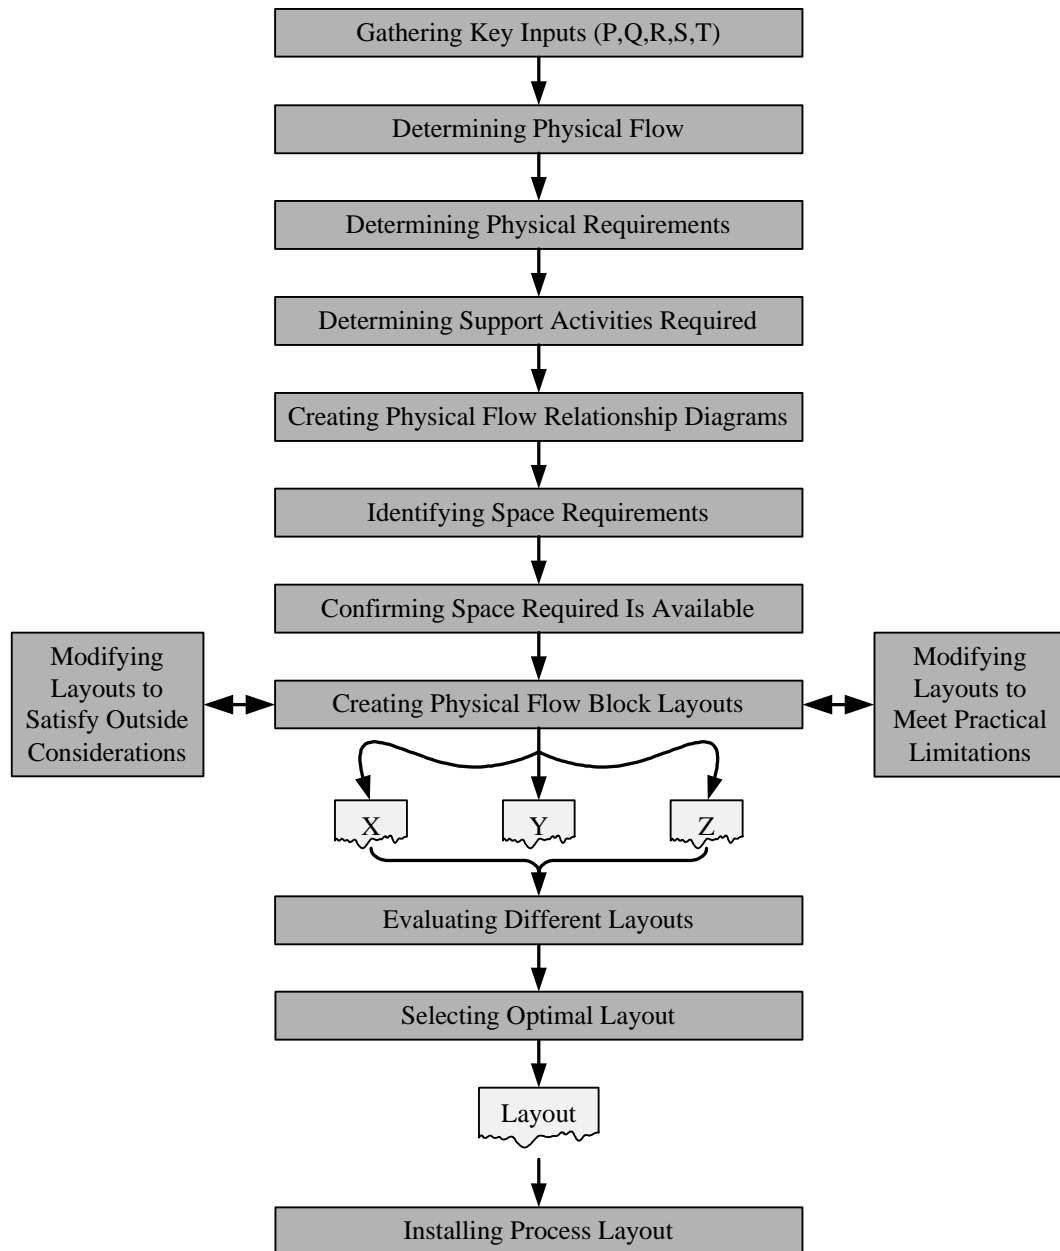 Gathering Key Inputs (P,Q,R,S,T)
Determining Physical Flow
Determining Physical Requirements
Determining Support Activities Required
Creating Physical Flow Relationship Diagrams
Identifying Space Requirements
Confirming Space Required Is Available
Modifying
Layouts to
Satisfy Outside
Considerations
Creating Physical Flow Block Layouts
Modifying
Layouts to
Meet Practical
Limitations
X
Y
Z
Evaluating Different Layouts
Selecting Optimal Layout
Layout
Installing Process Layout